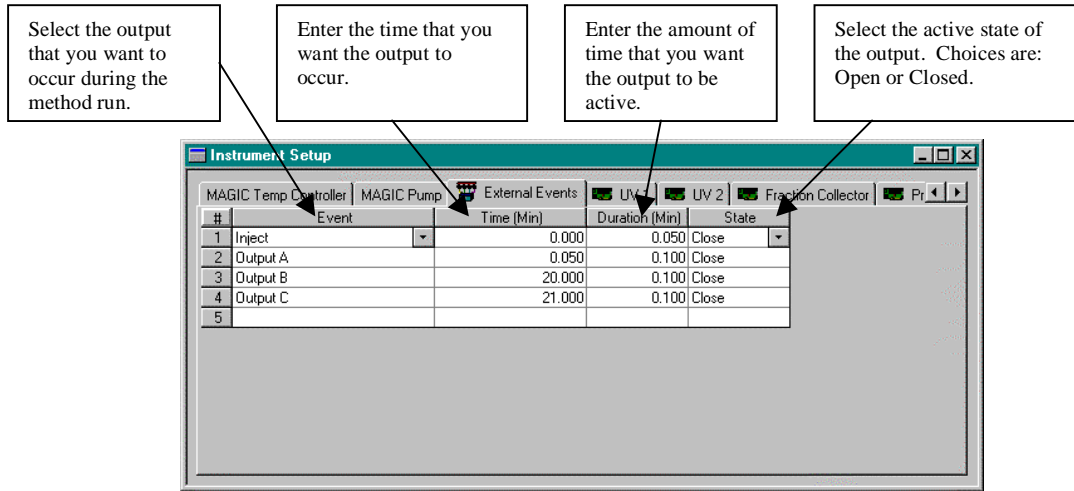 Select the output
that you want to
occur during the
method run.
Enter the time that you
want the output to
occur.
Enter the amount of
time that you want
the output to be
active.
Select the active state of
the output. Choices are:
Open or Closed.
Instrument Setup
MAGIC Temp Controller MAGIC Pump External Events UV 1 UV 2 Fraction Collector Pr
# Event Time (Min) Duration (Min) State
1 Inject 0.000 0.050 Close
2 Output A 0.050 0.100 Close
3 Output B 20.000 0.100 Close
4 Output C 21.000 0.100 Close
5